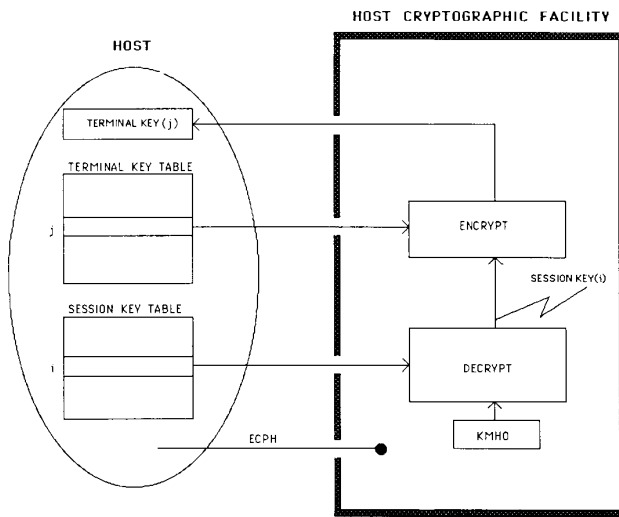 HOST CRYPTOGRAPHIC FACILITY
HOST
TERMINAL KEY(j)
TERMINAL KEY TABLE
j
ENCRYPT
SESSION KEY(i)
SESSION KEY TABLE
i
DECRYPT
ECPH
KMH0